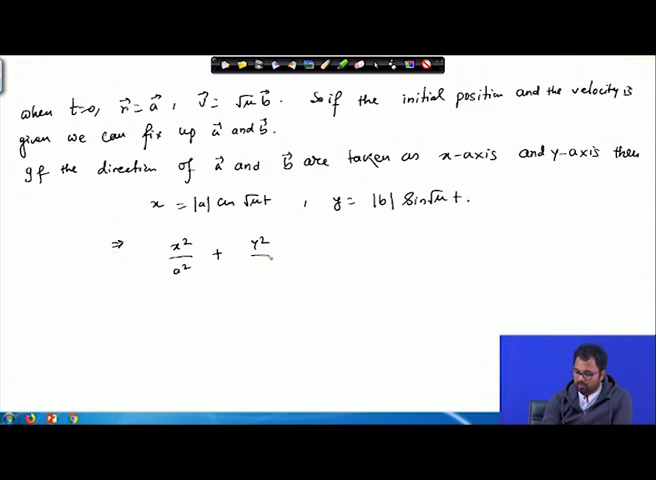 when t=0, r⃗ = a⃗, v⃗ = √μ b⃗. So if the initial position and the velocity is
given we can fix up a⃗ and b⃗.
If the direction of a⃗ and b⃗ are taken as x-axis and y-axis then
x = |a| cos √μ t , y = |b| sin √μ t.
⇒ x²/a² + y²/